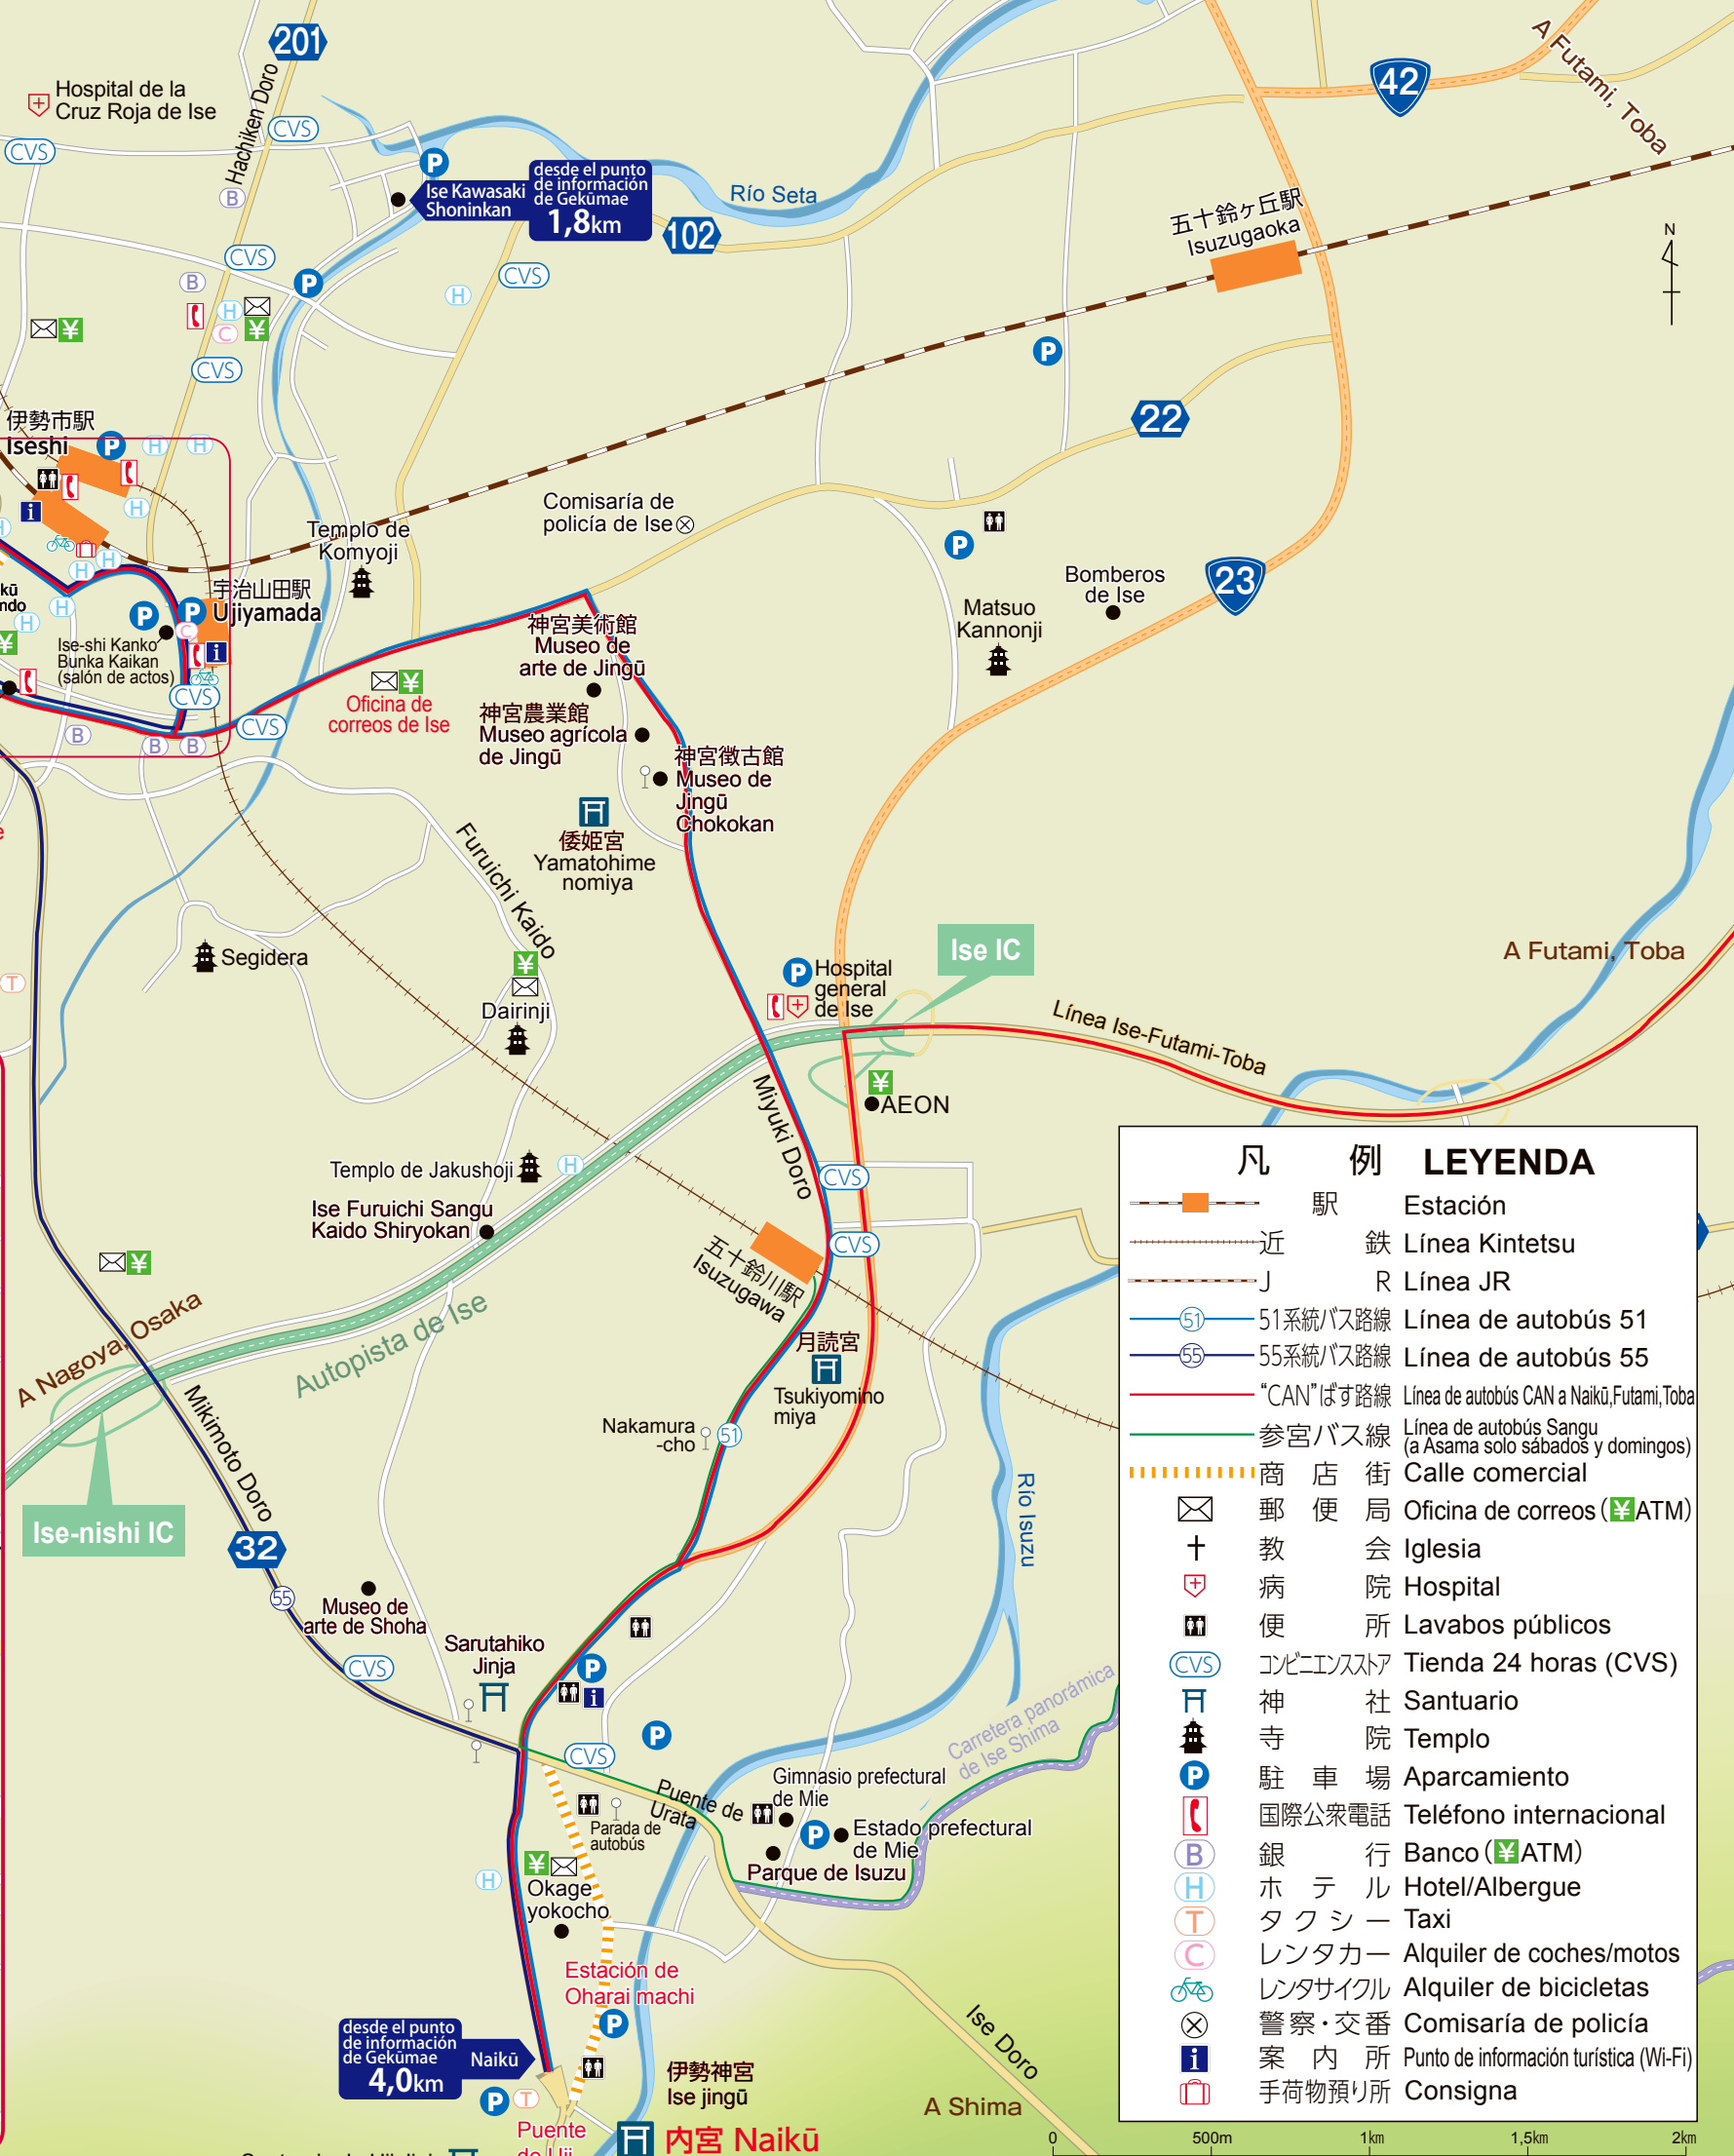 201
42
A Futami, Toba
Hospital de la
Cruz Roja de Ise
Hachiken Doro
CVS
CVS
P
B
Ise Kawasaki
Shoninkan
desde el punto
de información
de Gekūmae
1,8km
Río Seta
102
五十鈴ヶ丘駅
Isuzugaoka
N
CVS
CVS
B
P
H
H
C
¥
¥
CVS
P
22
伊勢市駅
Iseshi
P
H
H
H
i
H
H
H
H
H
Comisaría de
policía de Ise
Templo de
Komyoji
P
23
Bomberos
de Ise
Matsuo
Kannonji
宇治山田駅
Ujiyamada
P
P
C
i
Ise-shi Kanko
Bunka Kaikan
(salón de actos)
CVS
CVS
B
B
B
¥
¥
Oficina de
correos de Ise
神宮美術館
Museo de
arte de Jingū
神宮農業館
Museo agrícola
de Jingū
神宮徴古館
Museo de
Jingū
Chokokan
倭姫宮
Yamatohime
nomiya
Furuichi Kaido
Segidera
T
¥
Dairinji
P
Hospital
general
de Ise
Ise IC
A Futami, Toba
Línea Ise-Futami-Toba
¥
AEON
Miyuki Doro
CVS
CVS
Templo de Jakushoji
H
Ise Furuichi Sangu
Kaido Shiryokan
¥
五十鈴川駅
Isuzugawa
A Nagoya, Osaka
Autopista de Ise
月読宮
Tsukiyomino
miya
Nakamura
-cho
51
Mikimoto Doro
Ise-nishi IC
32
55
Río Isuzu
Museo de
arte de Shoha
CVS
Sarutahiko
Jinja
P
i
P
CVS
Carretera panorámica
de Ise Shima
Puente de
Urata
Parada de
autobús
Gimnasio prefectural
de Mie
P
Estado prefectural
de Mie
Parque de Isuzu
H
¥
Okage
yokocho
Estación de
Oharai machi
P
desde el punto
de información
de Gekūmae
4,0km
Naikū
P
T
Puente
伊勢神宮
Ise jingū
内宮 Naikū
Ise Doro
A Shima
凡例 LEYENDA
駅 Estación
近鉄 Línea Kintetsu
JR Línea JR
51 51系統バス路線 Línea de autobús 51
55 55系統バス路線 Línea de autobús 55
“CAN”ばす路線 Línea de autobús CAN a Naikū,Futami,Toba
参宮バス線 Línea de autobús Sangu
(a Asama solo sábados y domingos)
商店街 Calle comercial
郵便局 Oficina de correos(¥ATM)
教会 Iglesia
病院 Hospital
便所 Lavabos públicos
CVS コンビニエンスストア Tienda 24 horas (CVS)
神社 Santuario
寺院 Templo
P 駐車場 Aparcamiento
国際公衆電話 Teléfono internacional
B 銀行 Banco(¥ATM)
H ホテル Hotel/Albergue
T タクシー Taxi
C レンタカー Alquiler de coches/motos
レンタサイクル Alquiler de bicicletas
警察・交番 Comisaría de policía
i 案内所 Punto de información turística (Wi-Fi)
手荷物預り所 Consigna
0 500m 1km 1,5km 2km